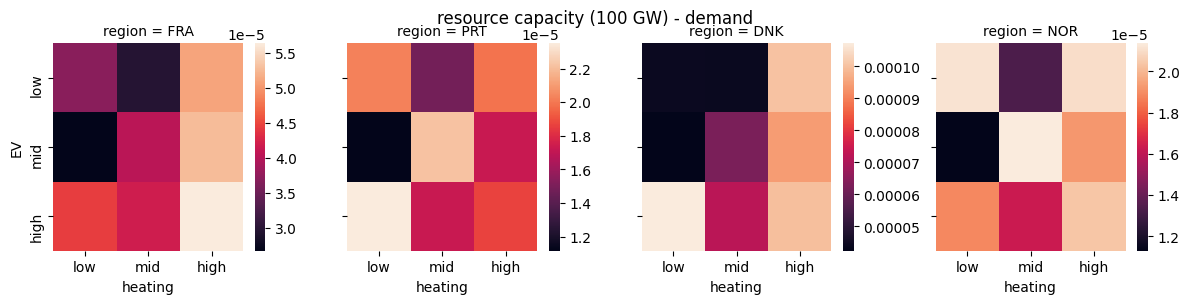 resource capacity (100 GW) - demand
region = FRA
1e−5
region = PRT
1e−5
region = DNK
region = NOR
1e−5
EV
low
mid
high
low
mid
high
heating
5.5
5.0
4.5
4.0
3.5
3.0
low
mid
high
heating
2.2
2.0
1.8
1.6
1.4
1.2
low
mid
high
heating
0.00010
0.00009
0.00008
0.00007
0.00006
0.00005
low
mid
high
heating
2.0
1.8
1.6
1.4
1.2